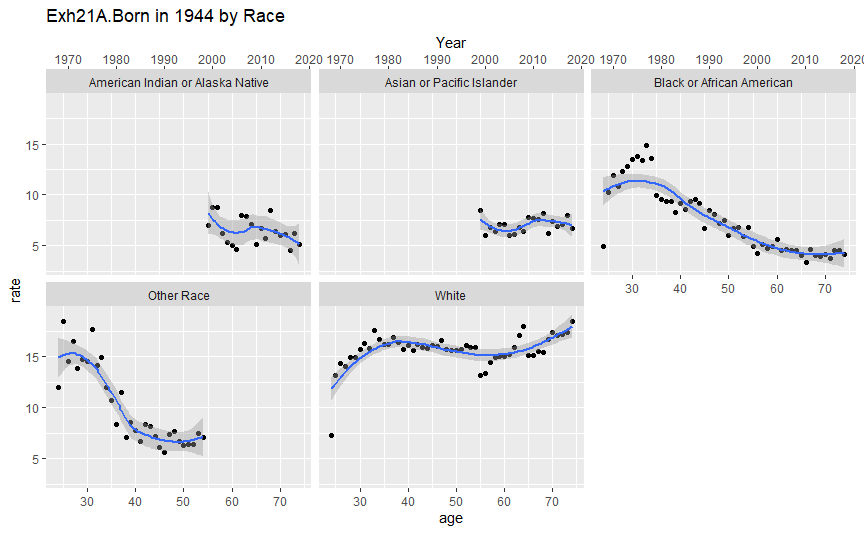 Exh21A.Born in 1944 by Race
Year
1970 1980 1990 2000 2010 2020 1970 1980 1990 2000 2010 2020 1970 1980 1990 2000 2010 2020
American Indian or Alaska Native Asian or Pacific Islander Black or African American
15
10
5
30 40 50 60 70
Other Race White
15
10
5
30 40 50 60 70 30 40 50 60 70
rate
age